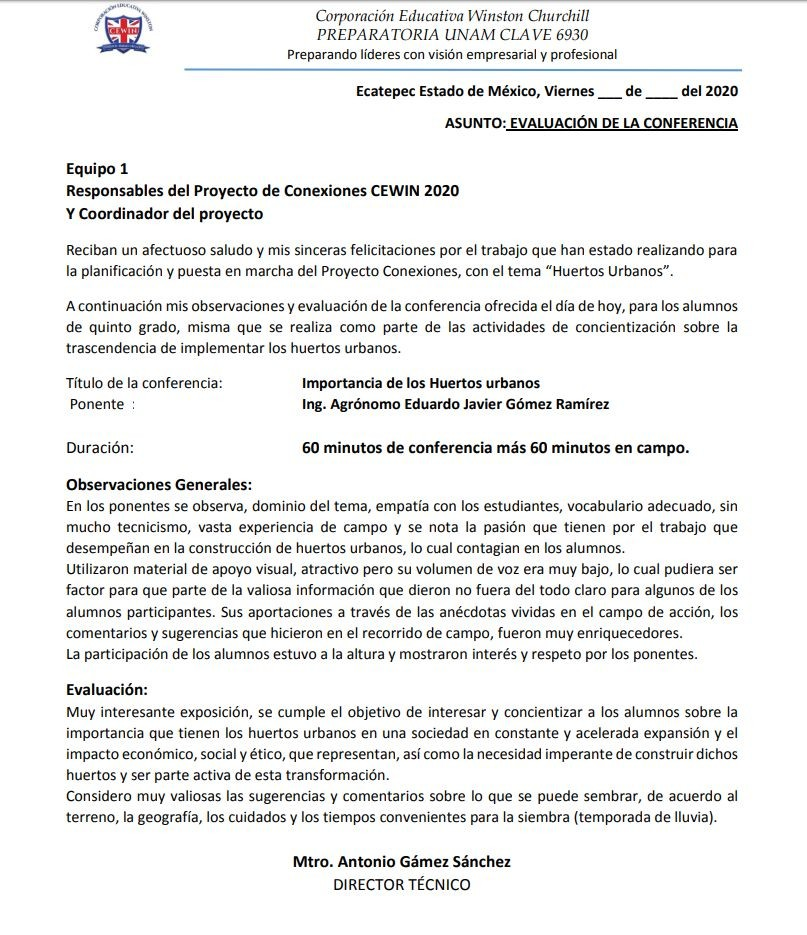 CORPORACIÓN EDUCATIVA WINSTON
CEWIN
Corporación Educativa Winston Churchill
PREPARATORIA UNAM CLAVE 6930
Preparando líderes con visión empresarial y profesional
Ecatepec Estado de México, Viernes ___ de ____ del 2020
ASUNTO: EVALUACIÓN DE LA CONFERENCIA
Equipo 1
Responsables del Proyecto de Conexiones CEWIN 2020
Y Coordinador del proyecto
Reciban un afectuoso saludo y mis sinceras felicitaciones por el trabajo que han estado realizando para
la planificación y puesta en marcha del Proyecto Conexiones, con el tema “Huertos Urbanos”.
A continuación mis observaciones y evaluación de la conferencia ofrecida el día de hoy, para los alumnos
de quinto grado, misma que se realiza como parte de las actividades de concientización sobre la
trascendencia de implementar los huertos urbanos.
Título de la conferencia: Importancia de los Huertos urbanos
Ponente : Ing. Agrónomo Eduardo Javier Gómez Ramírez
Duración: 60 minutos de conferencia más 60 minutos en campo.
Observaciones Generales:
En los ponentes se observa, dominio del tema, empatía con los estudiantes, vocabulario adecuado, sin
mucho tecnicismo, vasta experiencia de campo y se nota la pasión que tienen por el trabajo que
desempeñan en la construcción de huertos urbanos, lo cual contagian en los alumnos.
Utilizaron material de apoyo visual, atractivo pero su volumen de voz era muy bajo, lo cual pudiera ser
factor para que parte de la valiosa información que dieron no fuera del todo claro para algunos de los
alumnos participantes. Sus aportaciones a través de las anécdotas vividas en el campo de acción, los
comentarios y sugerencias que hicieron en el recorrido de campo, fueron muy enriquecedores.
La participación de los alumnos estuvo a la altura y mostraron interés y respeto por los ponentes.
Evaluación:
Muy interesante exposición, se cumple el objetivo de interesar y concientizar a los alumnos sobre la
importancia que tienen los huertos urbanos en una sociedad en constante y acelerada expansión y el
impacto económico, social y ético, que representan, así como la necesidad imperante de construir dichos
huertos y ser parte activa de esta transformación.
Considero muy valiosas las sugerencias y comentarios sobre lo que se puede sembrar, de acuerdo al
terreno, la geografía, los cuidados y los tiempos convenientes para la siembra (temporada de lluvia).
Mtro. Antonio Gámez Sánchez
DIRECTOR TÉCNICO